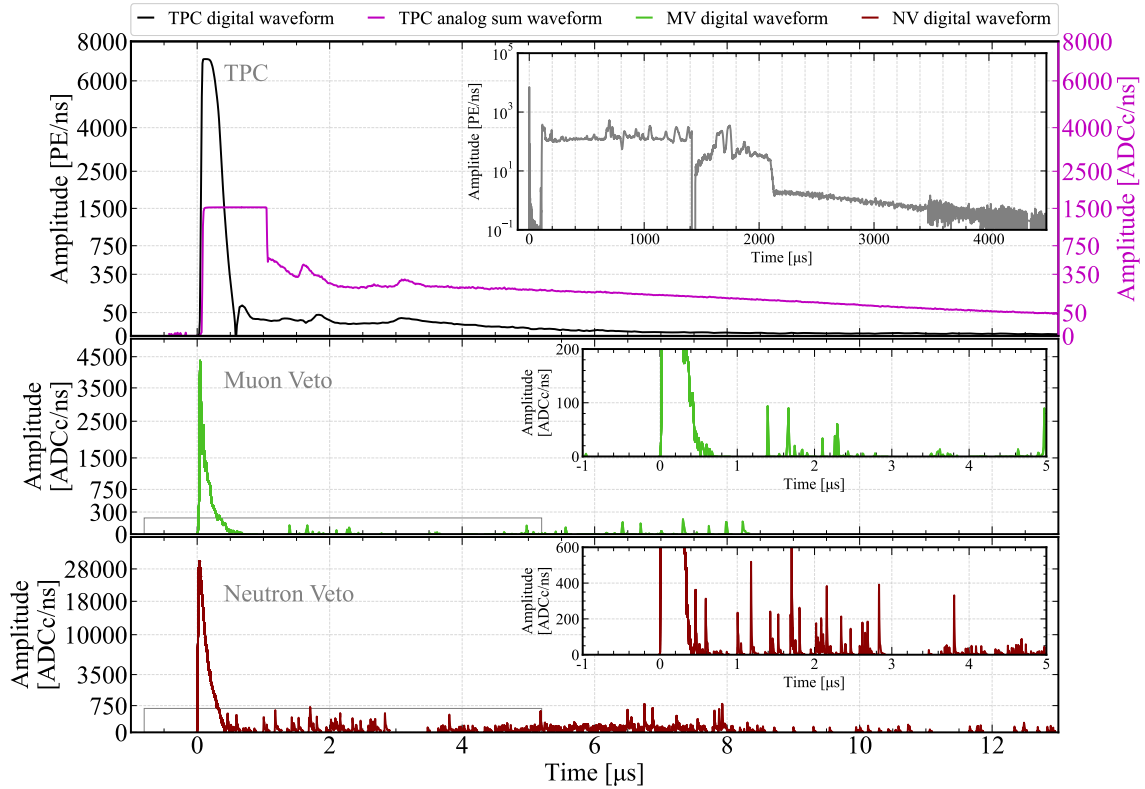 TPC digital waveform TPC analog sum waveform MV digital waveform NV digital waveform
TPC
Amplitude [PE/ns]
8000
6000
4000
2500
1500
750
350
50
0
Amplitude [ADCc/ns]
8000
6000
4000
2500
1500
750
350
50
0
Amplitude [PE/ns]
10^5
10^3
10^1
10^-1
0 1000 2000 3000 4000
Time [μs]
Muon Veto
Amplitude
[ADCc/ns]
4500
3500
2500
1500
750
300
0
Amplitude
[ADCc/ns]
200
100
0
-1 0 1 2 3 4 5
Time [μs]
Neutron Veto
Amplitude
[ADCc/ns]
28000
18000
10000
3500
750
0
Amplitude
[ADCc/ns]
600
400
200
0
-1 0 1 2 3 4 5
Time [μs]
0 2 4 6 8 10 12
Time [μs]